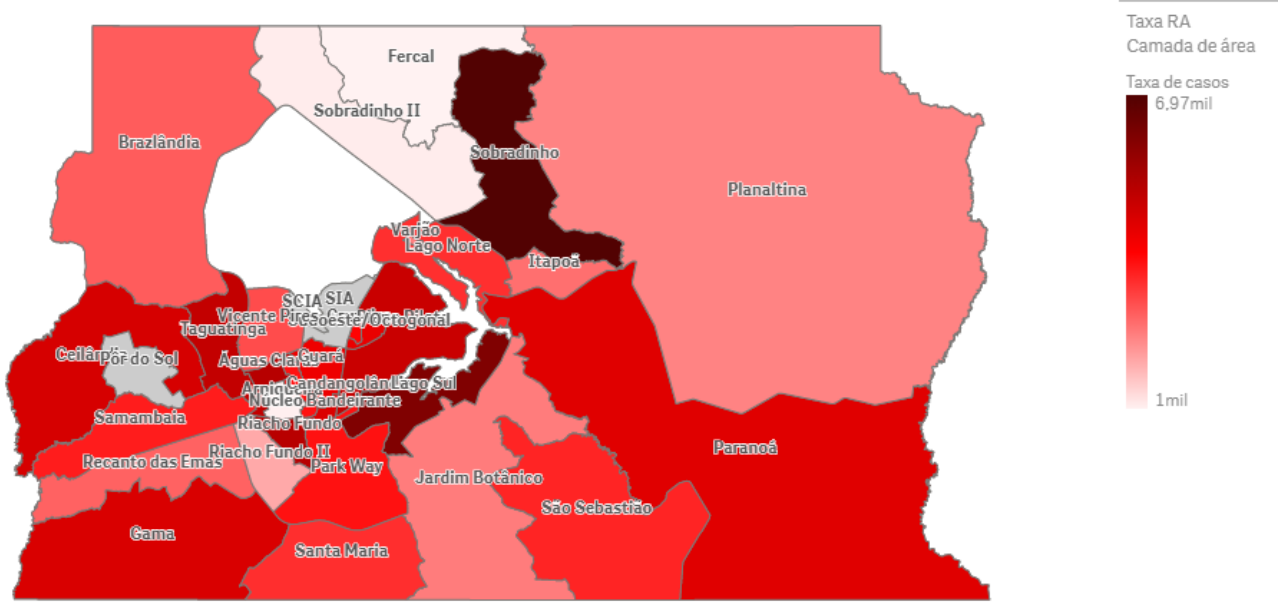 Taxa RA
Camada de área
Taxa de casos
6,97mil
1mil
Fercal
Sobradinho II
Brazlândia
Sobradinho
Planaltina
Varjão
Lago Norte
Itapoã
SCIA
SIA
Vicente Pires
/Octogonal
Taguatinga
Ceilândia
Pôr do Sol
Águas Claras
Guará
Candangolândia
Lago Sul
Arniqueira
Núcleo Bandeirante
Samambaia
Riacho Fundo
Riacho Fundo II
Recanto das Emas
Park Way
Paranoá
Jardim Botânico
São Sebastião
Gama
Santa Maria